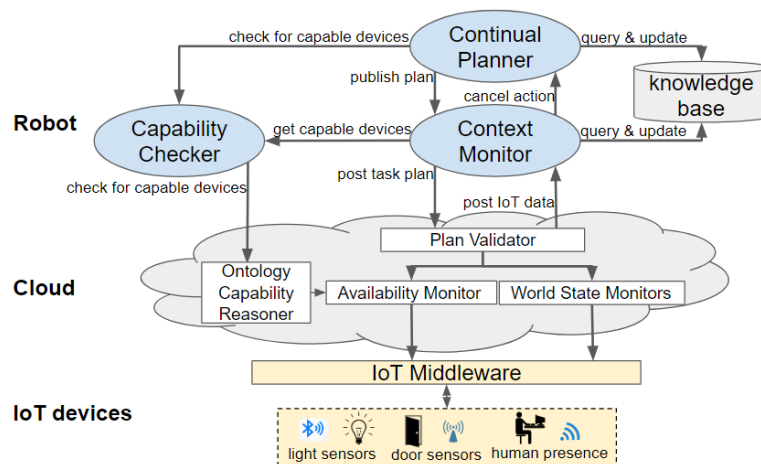 check for capable devices
Continual
Planner
query & update
publish plan
cancel action
knowledge
base
Robot
Capability
Checker
get capable devices
Context
Monitor
query & update
check for capable devices
post task plan
post IoT data
Plan Validator
Cloud
Ontology
Capability
Reasoner
Availability Monitor
World State Monitors
IoT Middleware
IoT devices
light sensors
door sensors
human presence